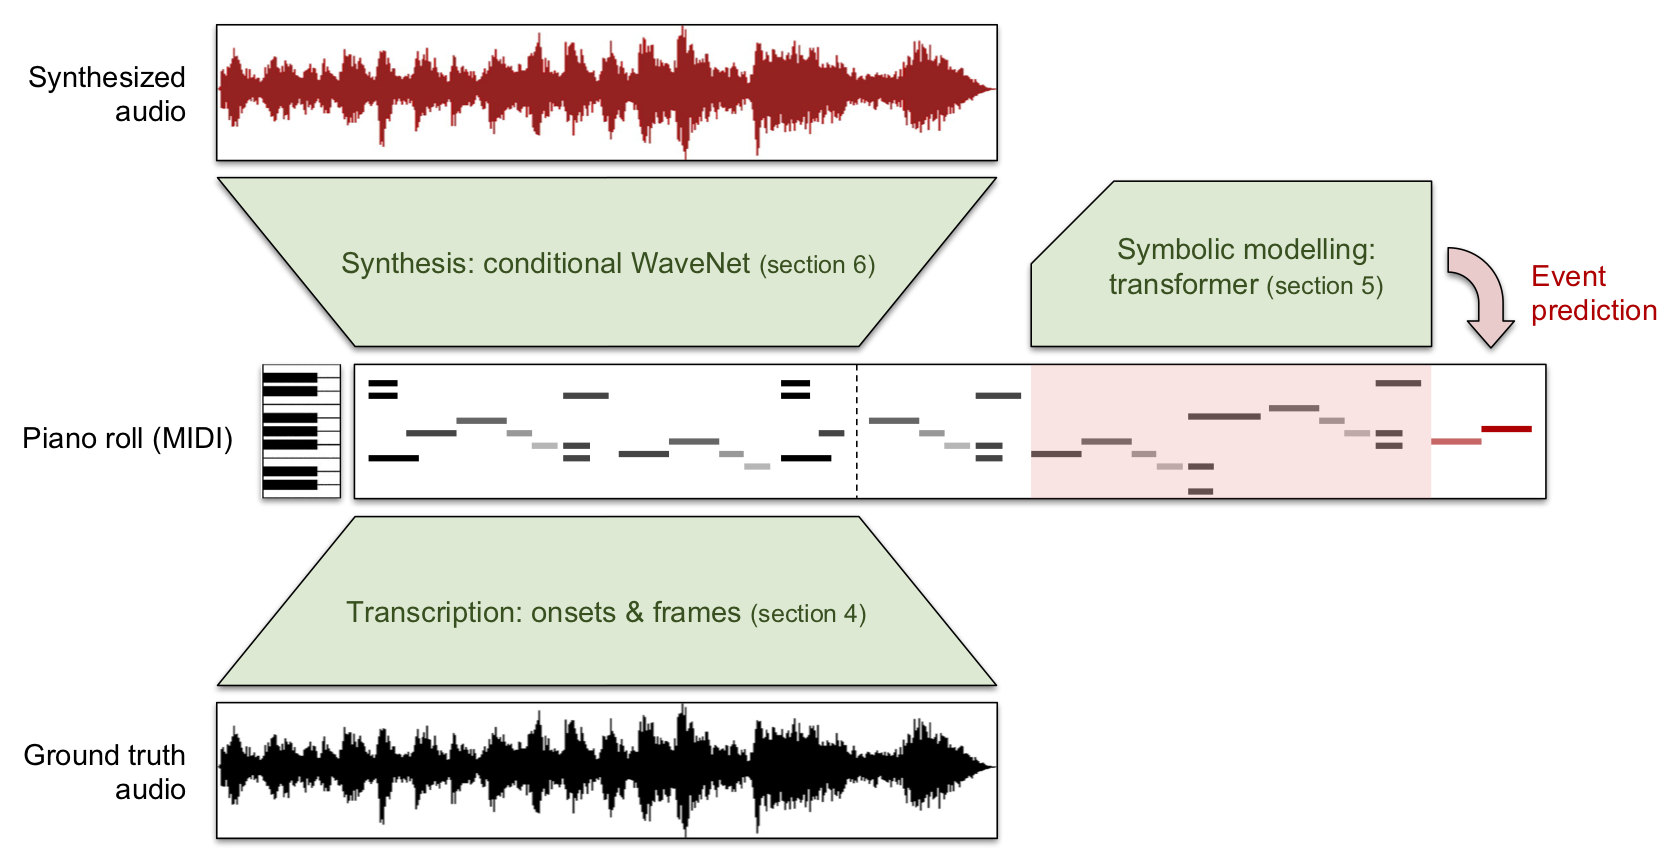 Synthesized
audio
Synthesis: conditional WaveNet (section 6)
Symbolic modelling:
transformer (section 5)
Event
prediction
Piano roll (MIDI)
Transcription: onsets & frames (section 4)
Ground truth
audio